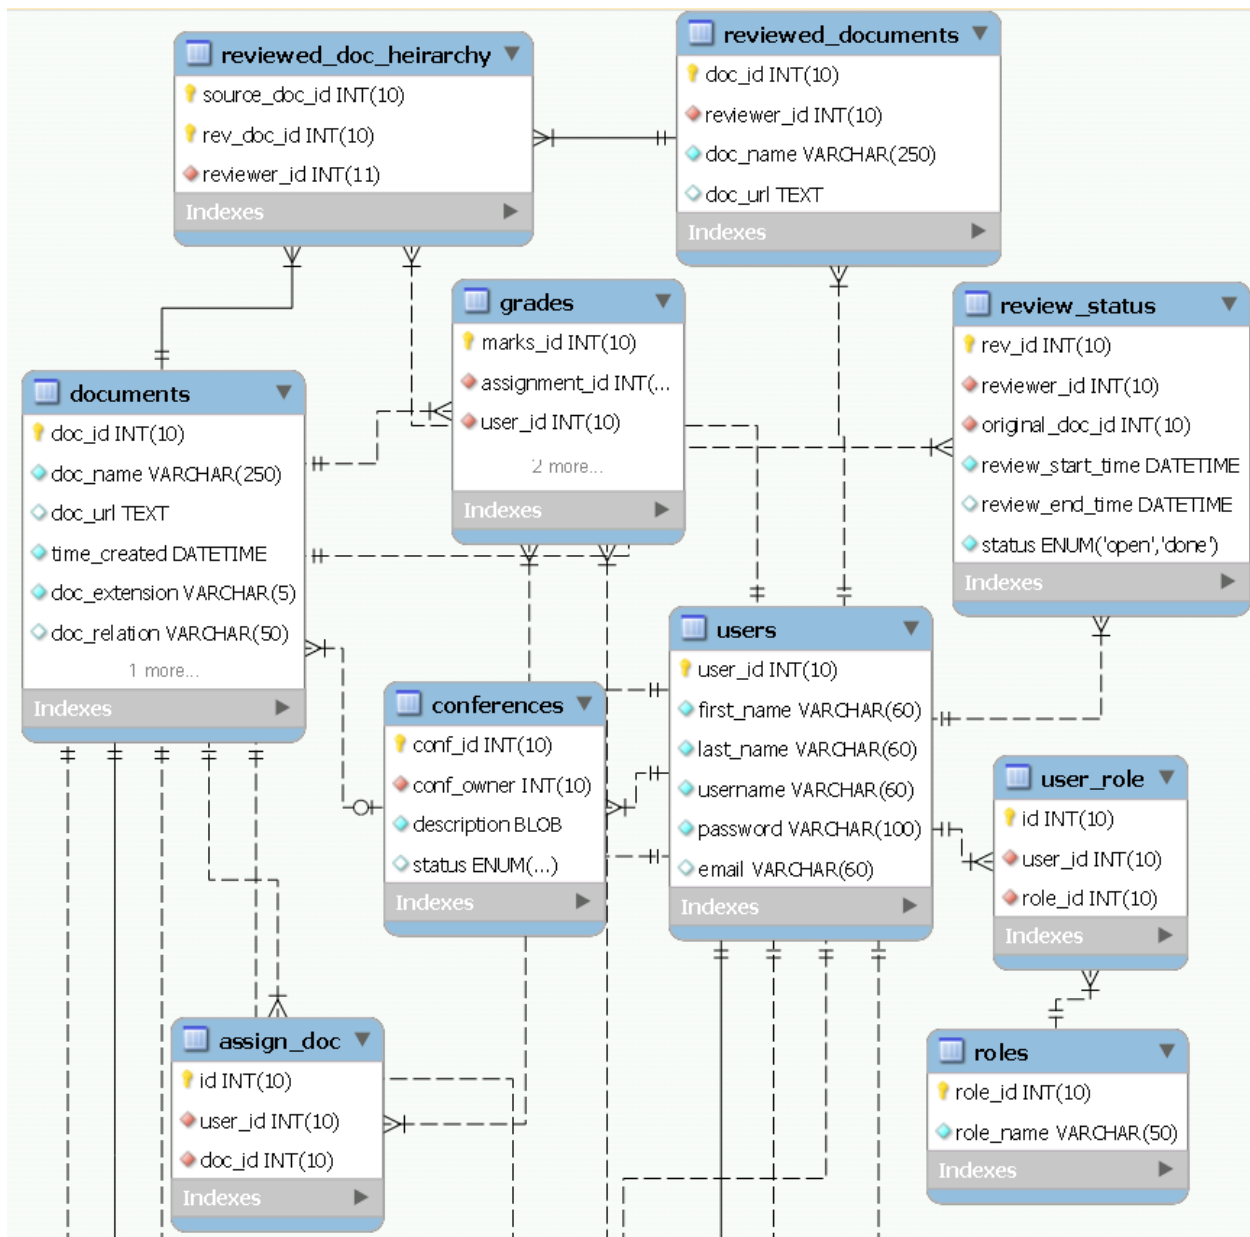 reviewed_doc_heirarchy
source_doc_id INT(10)
rev_doc_id INT(10)
reviewer_id INT(11)
Indexes
reviewed_documents
doc_id INT(10)
reviewer_id INT(10)
doc_name VARCHAR(250)
doc_url TEXT
Indexes
grades
marks_id INT(10)
assignment_id INT(...
user_id INT(10)
2 more...
Indexes
review_status
rev_id INT(10)
reviewer_id INT(10)
original_doc_id INT(10)
review_start_time DATETIME
review_end_time DATETIME
status ENUM('open','done')
Indexes
documents
doc_id INT(10)
doc_name VARCHAR(250)
doc_url TEXT
time_created DATETIME
doc_extension VARCHAR(5)
doc_relation VARCHAR(50)
1 more...
Indexes
users
user_id INT(10)
first_name VARCHAR(60)
last_name VARCHAR(60)
username VARCHAR(60)
password VARCHAR(100)
email VARCHAR(60)
Indexes
conferences
conf_id INT(10)
conf_owner INT(10)
description BLOB
status ENUM(...)
Indexes
user_role
id INT(10)
user_id INT(10)
role_id INT(10)
Indexes
assign_doc
id INT(10)
user_id INT(10)
doc_id INT(10)
Indexes
roles
role_id INT(10)
role_name VARCHAR(50)
Indexes